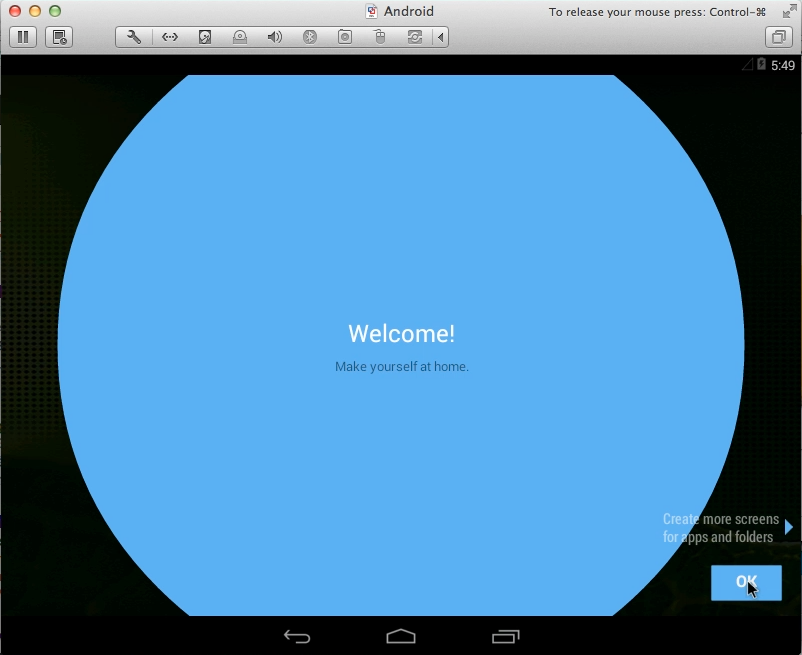 Android
To release your mouse press: Control-⌘
5:49
Welcome!
Make yourself at home.
Create more screens
for apps and folders
OK